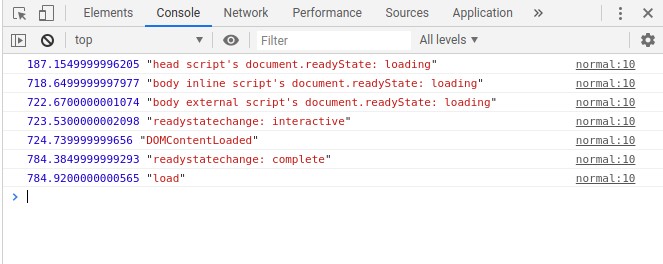 Elements Console Network Performance Sources Application »
top ▼ Filter All levels ▼
187.1549999996205 "head script's document.readyState: loading" normal:10
718.6499999997977 "body inline script's document.readyState: loading" normal:10
722.6700000001074 "body external script's document.readyState: loading" normal:10
723.5300000002098 "readystatechange: interactive" normal:10
724.739999999656 "DOMContentLoaded" normal:10
784.3849999999293 "readystatechange: complete" normal:10
784.9200000000565 "load" normal:10